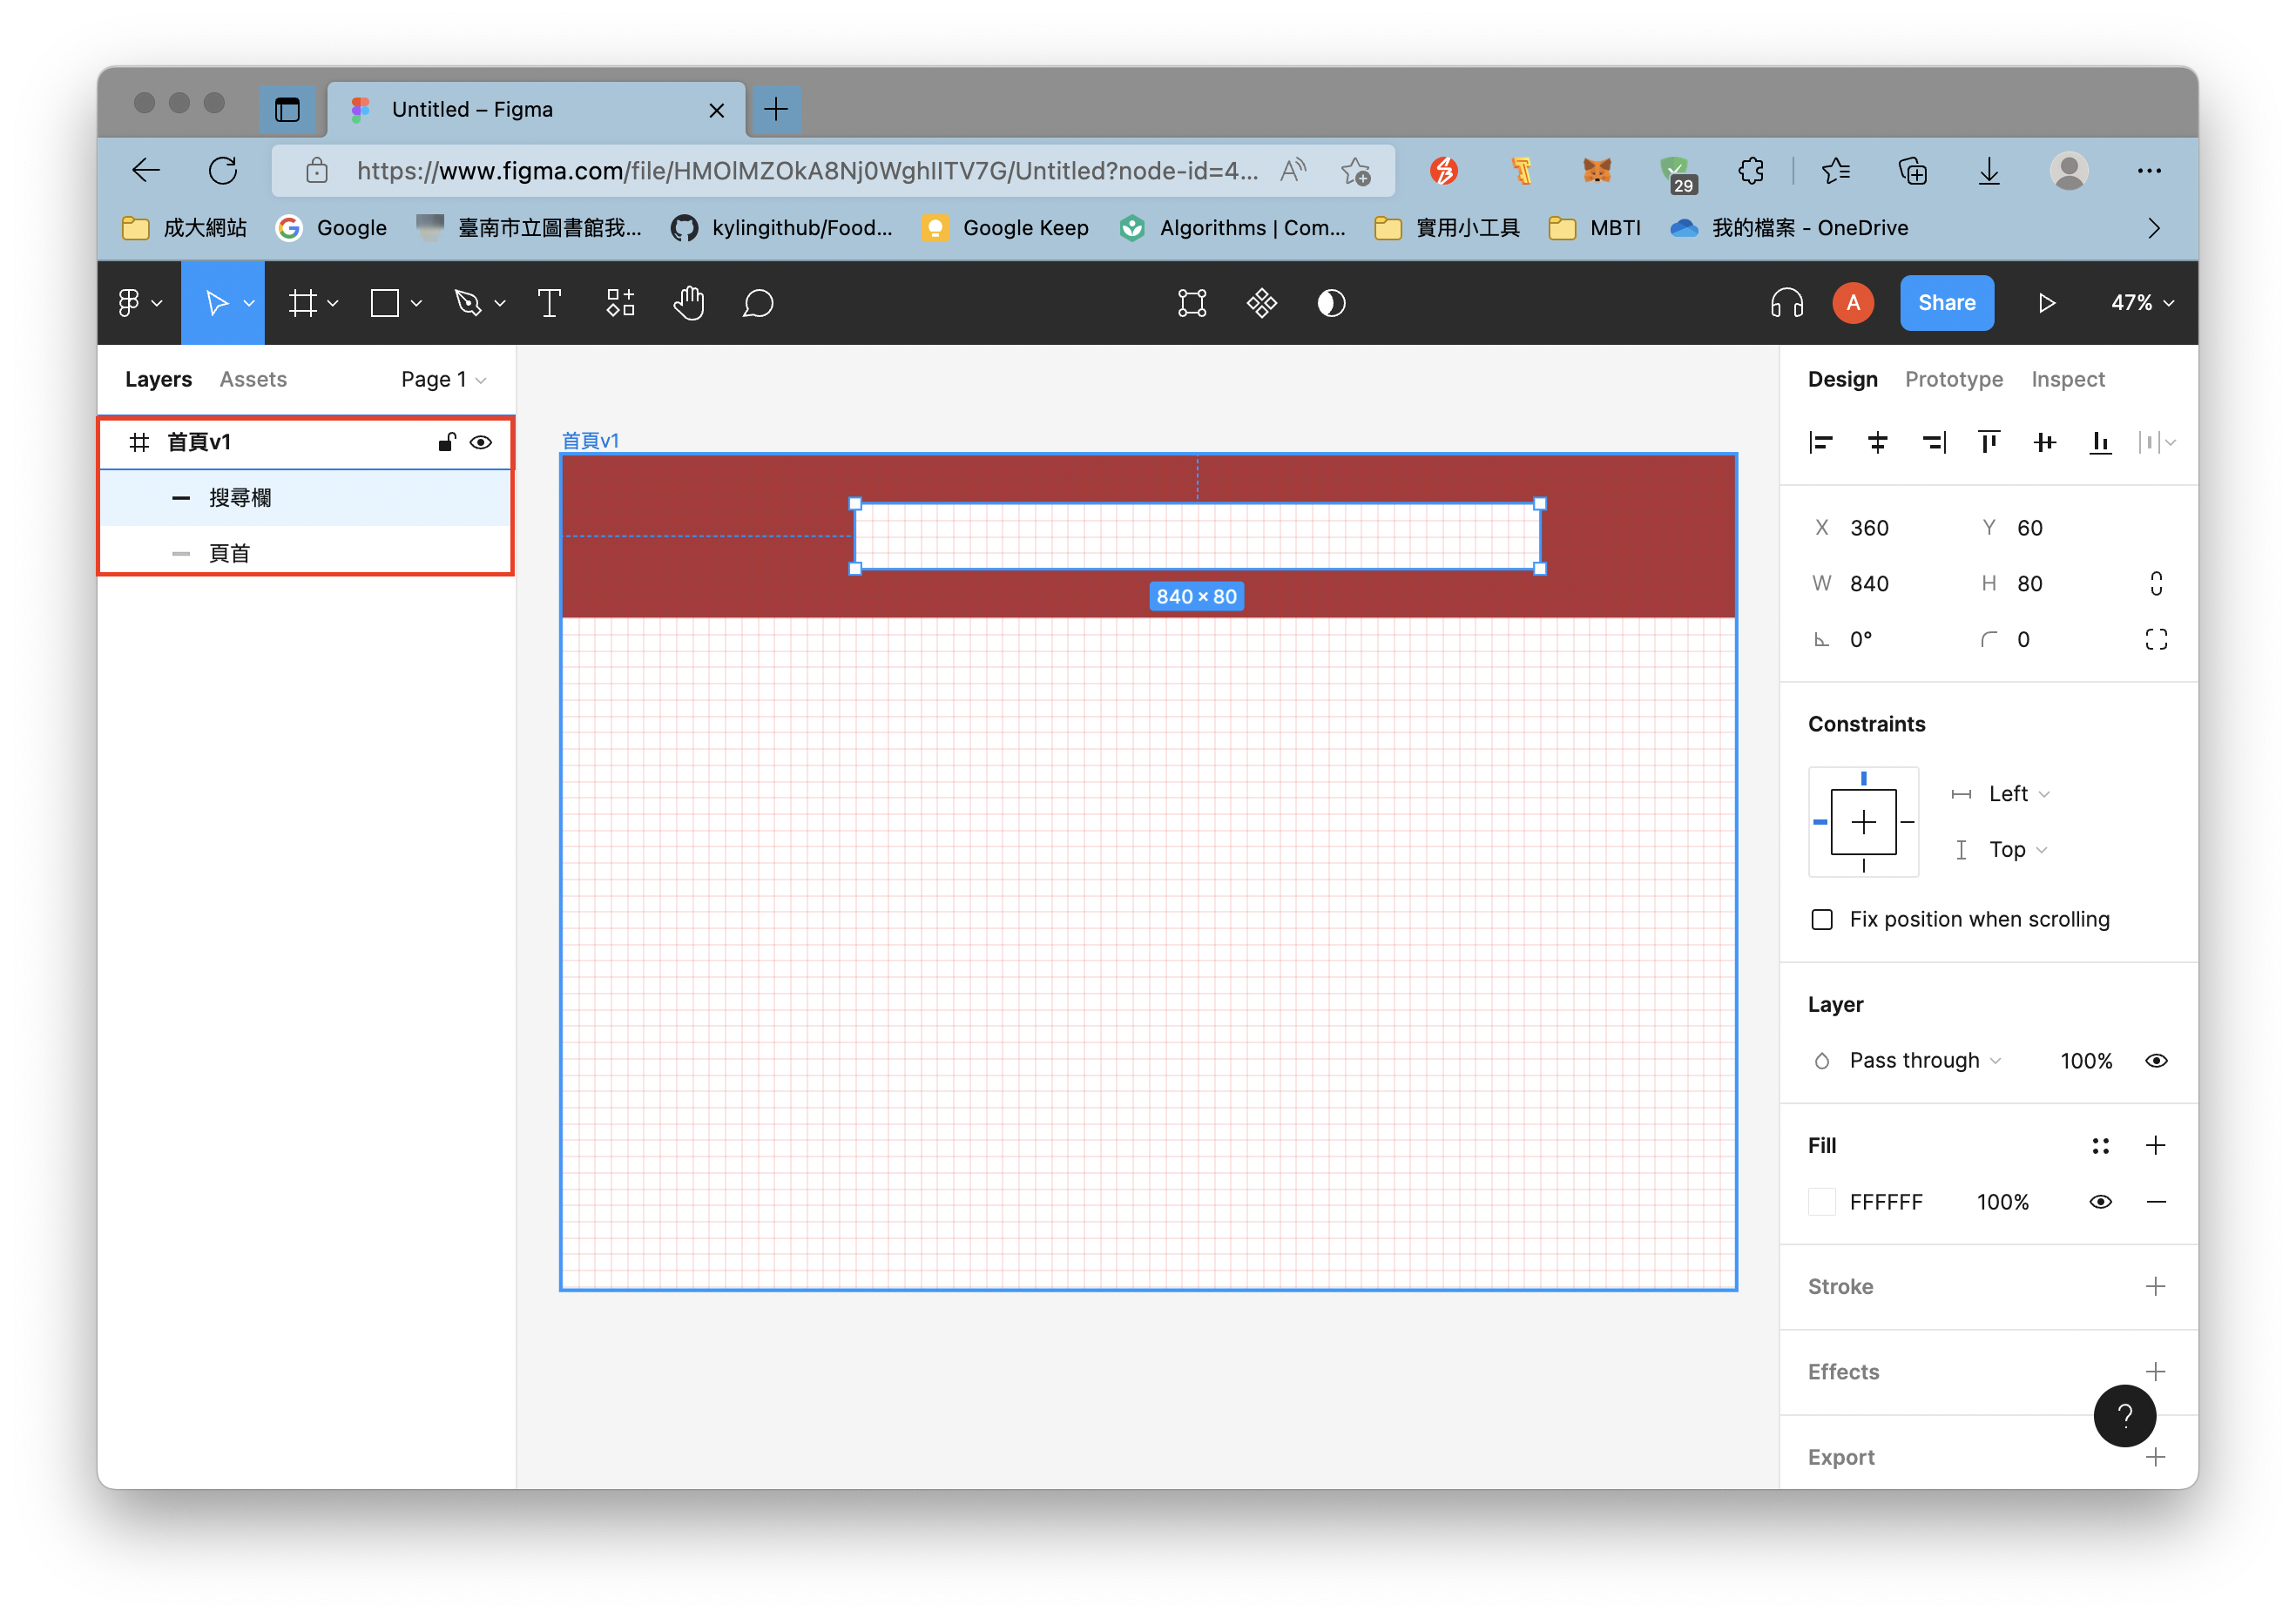 Untitled – Figma
https://www.figma.com/file/HMOlMZOkA8Nj0WghlITV7G/Untitled?node-id=4...
29
成大網站 Google 臺南市立圖書館我... kylingithub/Food... Google Keep Algorithms | Com... 實用小工具 MBTI 我的檔案 - OneDrive
A Share 47%
Layers Assets Page 1
首頁v1
搜尋欄
頁首
首頁v1
840 × 80
Design Prototype Inspect
X 360 Y 60
W 840 H 80
0° 0
Constraints
Left
Top
Fix position when scrolling
Layer
Pass through 100%
Fill
FFFFFF 100%
Stroke
Effects
?
Export